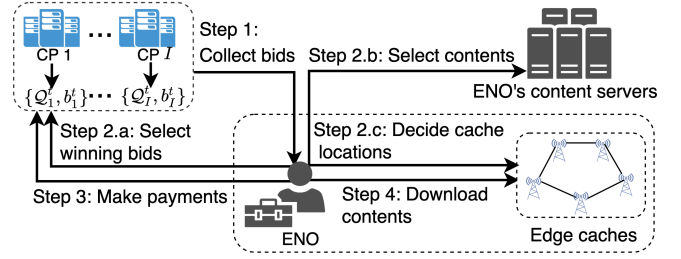 CP 1 ... CP I
{Q_1^t, b_1^t} ... {Q_I^t, b_I^t}
Step 1:
Collect bids
Step 2.b: Select contents
ENO's content servers
Step 2.a: Select
winning bids
Step 2.c: Decide cache
locations
Step 3: Make payments
Step 4: Download
contents
ENO
Edge caches